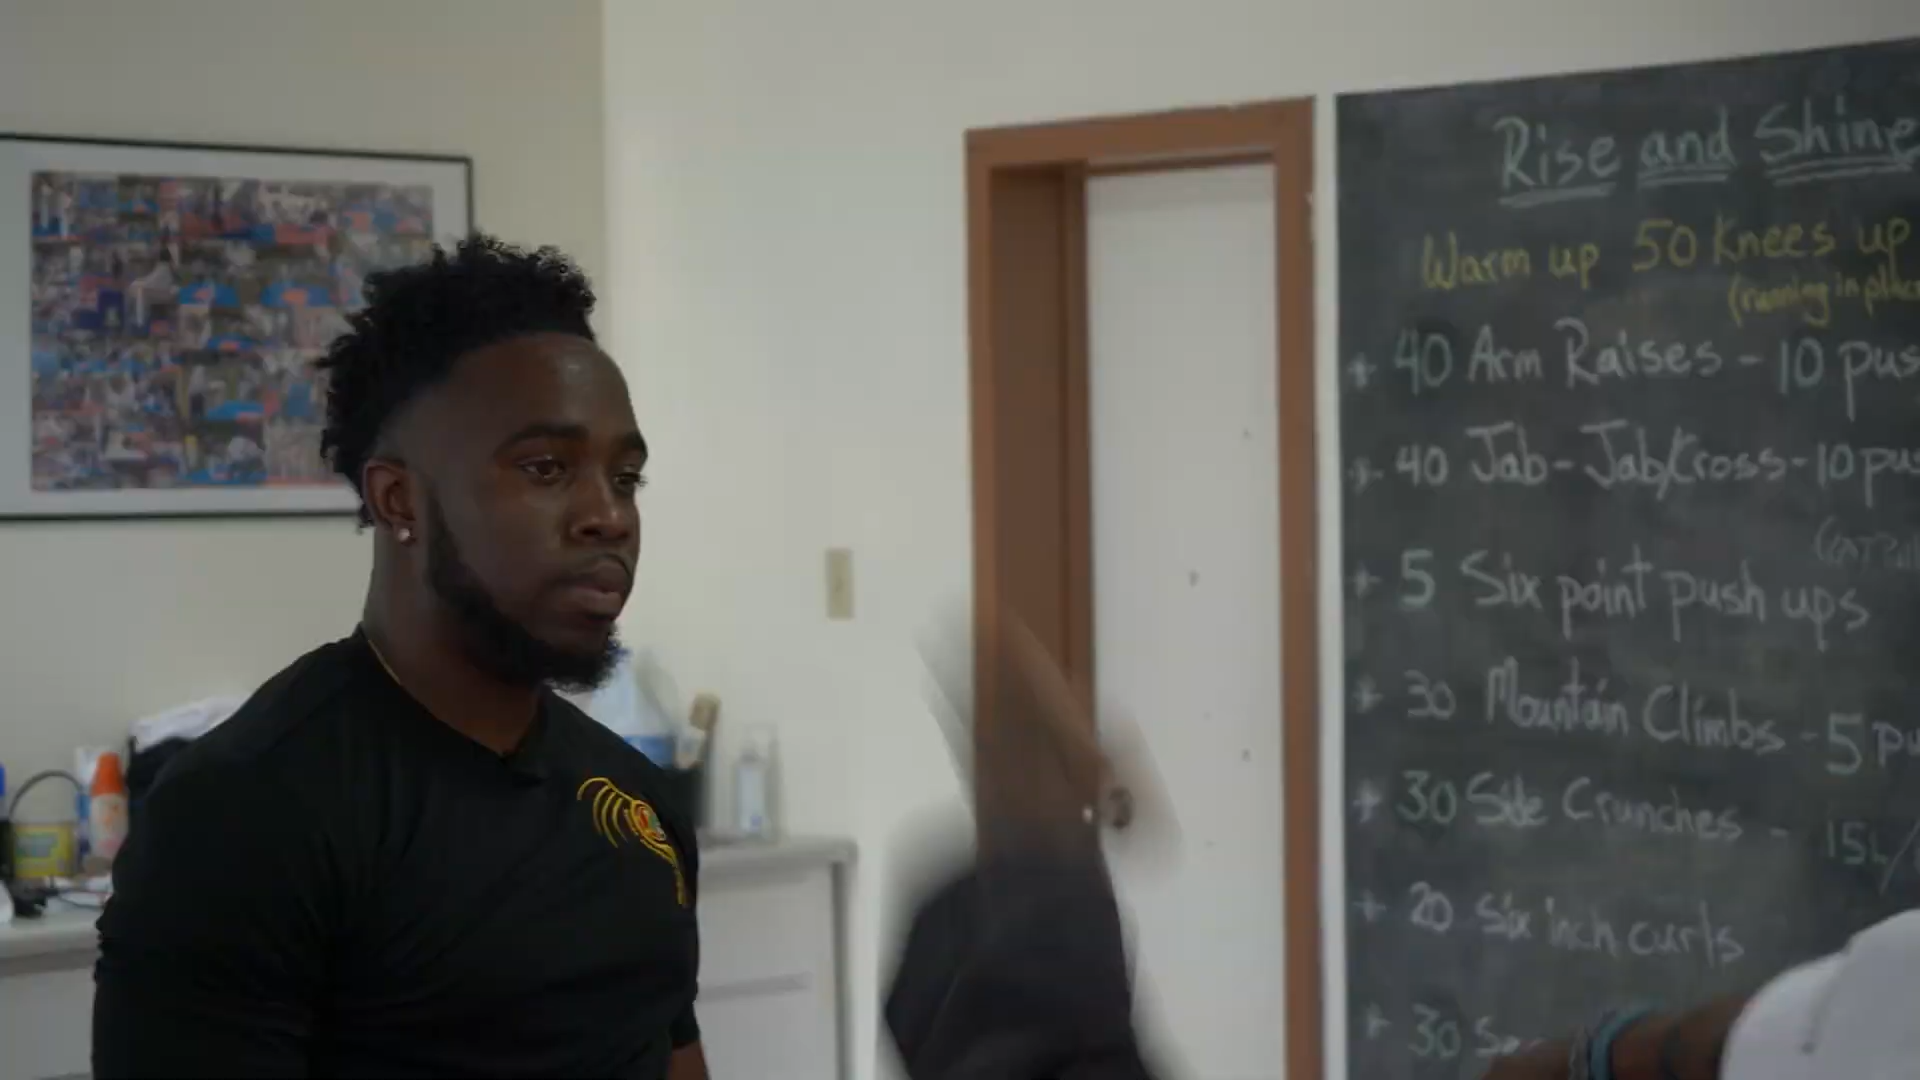 Rise and Shine
Warm up 50 Knees up
(running in place
40 Arm Raises - 10 pus
40 Jab-Jab/Cross-10 pus
5 Six point push ups
30 Mountain Climbs - 5 pu
30 Side Crunches - 15L/
20 Six inch curls
30 S